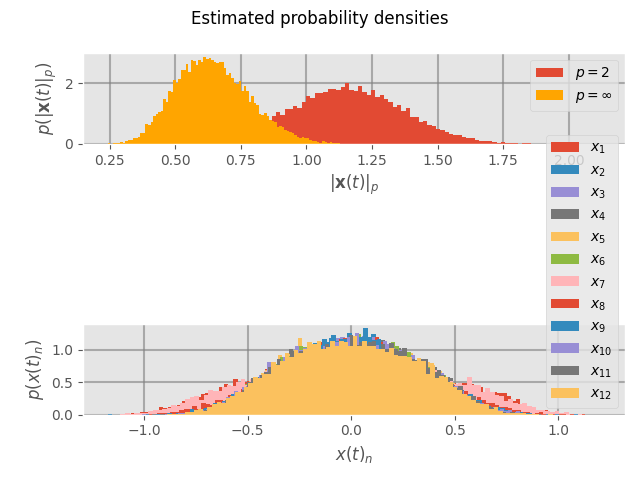 Estimated probability densities
p(|x(t)|_p)
2
0
p = 2
p = ∞
0.25 0.50 0.75 1.00 1.25 1.50 1.75 2.00
|x(t)|_p
x_1
x_2
x_3
x_4
x_5
x_6
x_7
x_8
x_9
x_10
x_11
x_12
p(x(t)_n)
1.0
0.5
0.0
−1.0 −0.5 0.0 0.5 1.0
x(t)_n